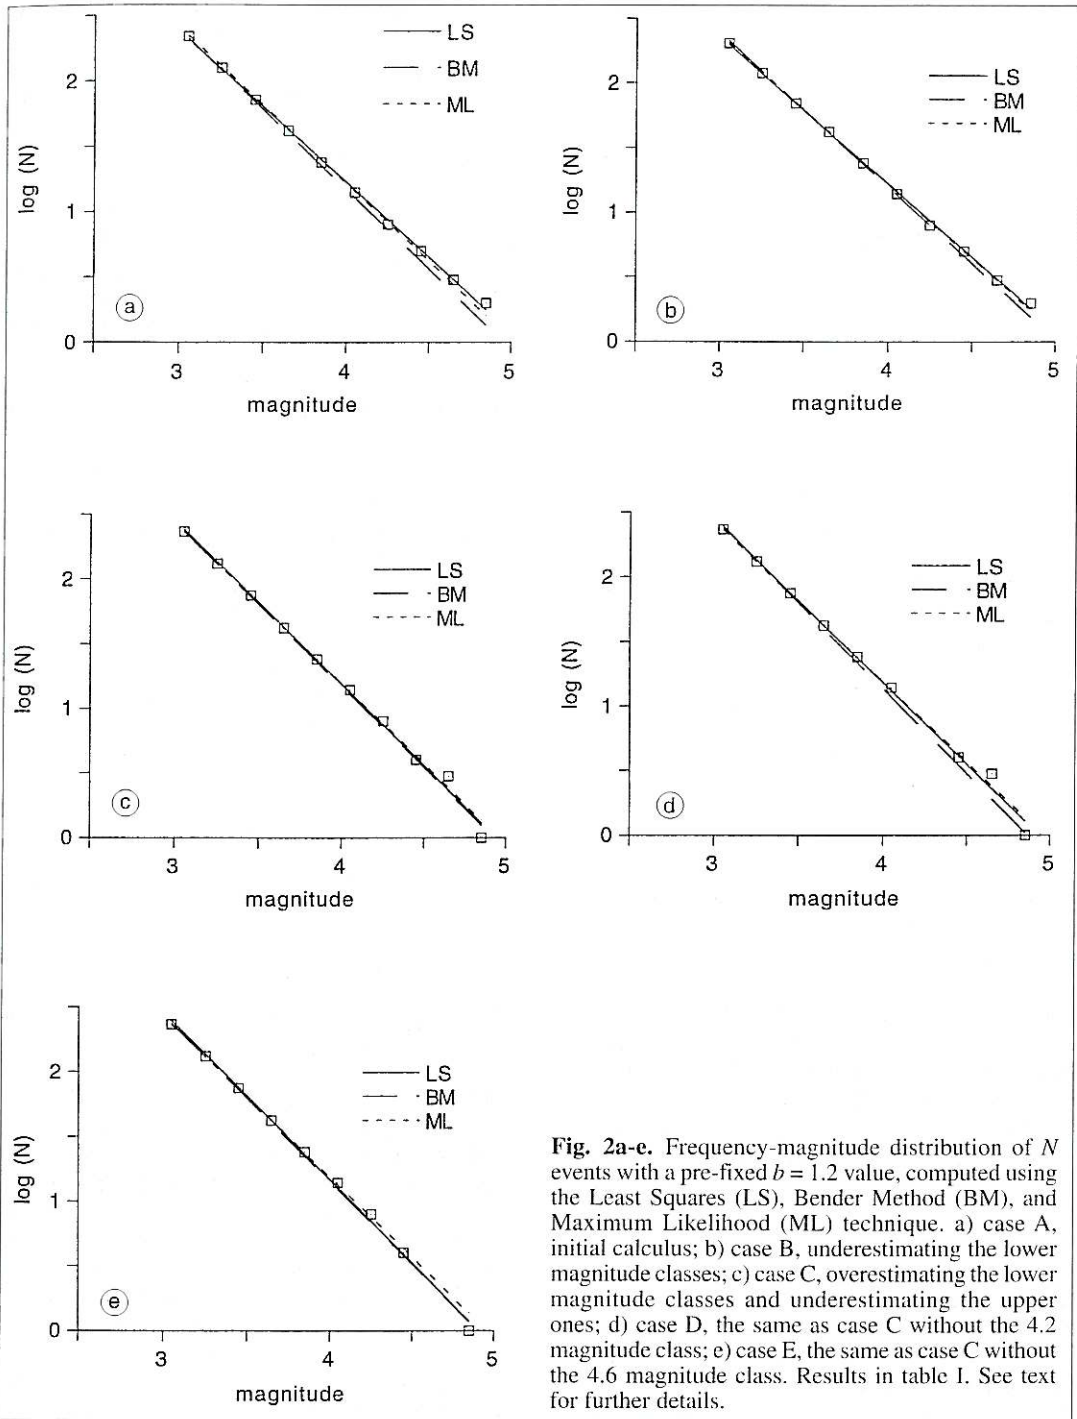 LS
BM
ML
2
1
0
log (N)
a
3
4
5
magnitude
LS
BM
ML
2
1
0
log (N)
b
3
4
5
magnitude
LS
BM
ML
2
1
0
log (N)
c
3
4
5
magnitude
LS
BM
ML
2
1
0
log (N)
d
3
4
5
magnitude
LS
BM
ML
2
1
0
log (N)
e
3
4
5
magnitude
Fig. 2a-e. Frequency-magnitude distribution of N
events with a pre-fixed b = 1.2 value, computed using
the Least Squares (LS), Bender Method (BM), and
Maximum Likelihood (ML) technique. a) case A,
initial calculus; b) case B, underestimating the lower
magnitude classes; c) case C, overestimating the lower
magnitude classes and underestimating the upper
ones; d) case D, the same as case C without the 4.2
magnitude class; e) case E, the same as case C without
the 4.6 magnitude class. Results in table I. See text
for further details.